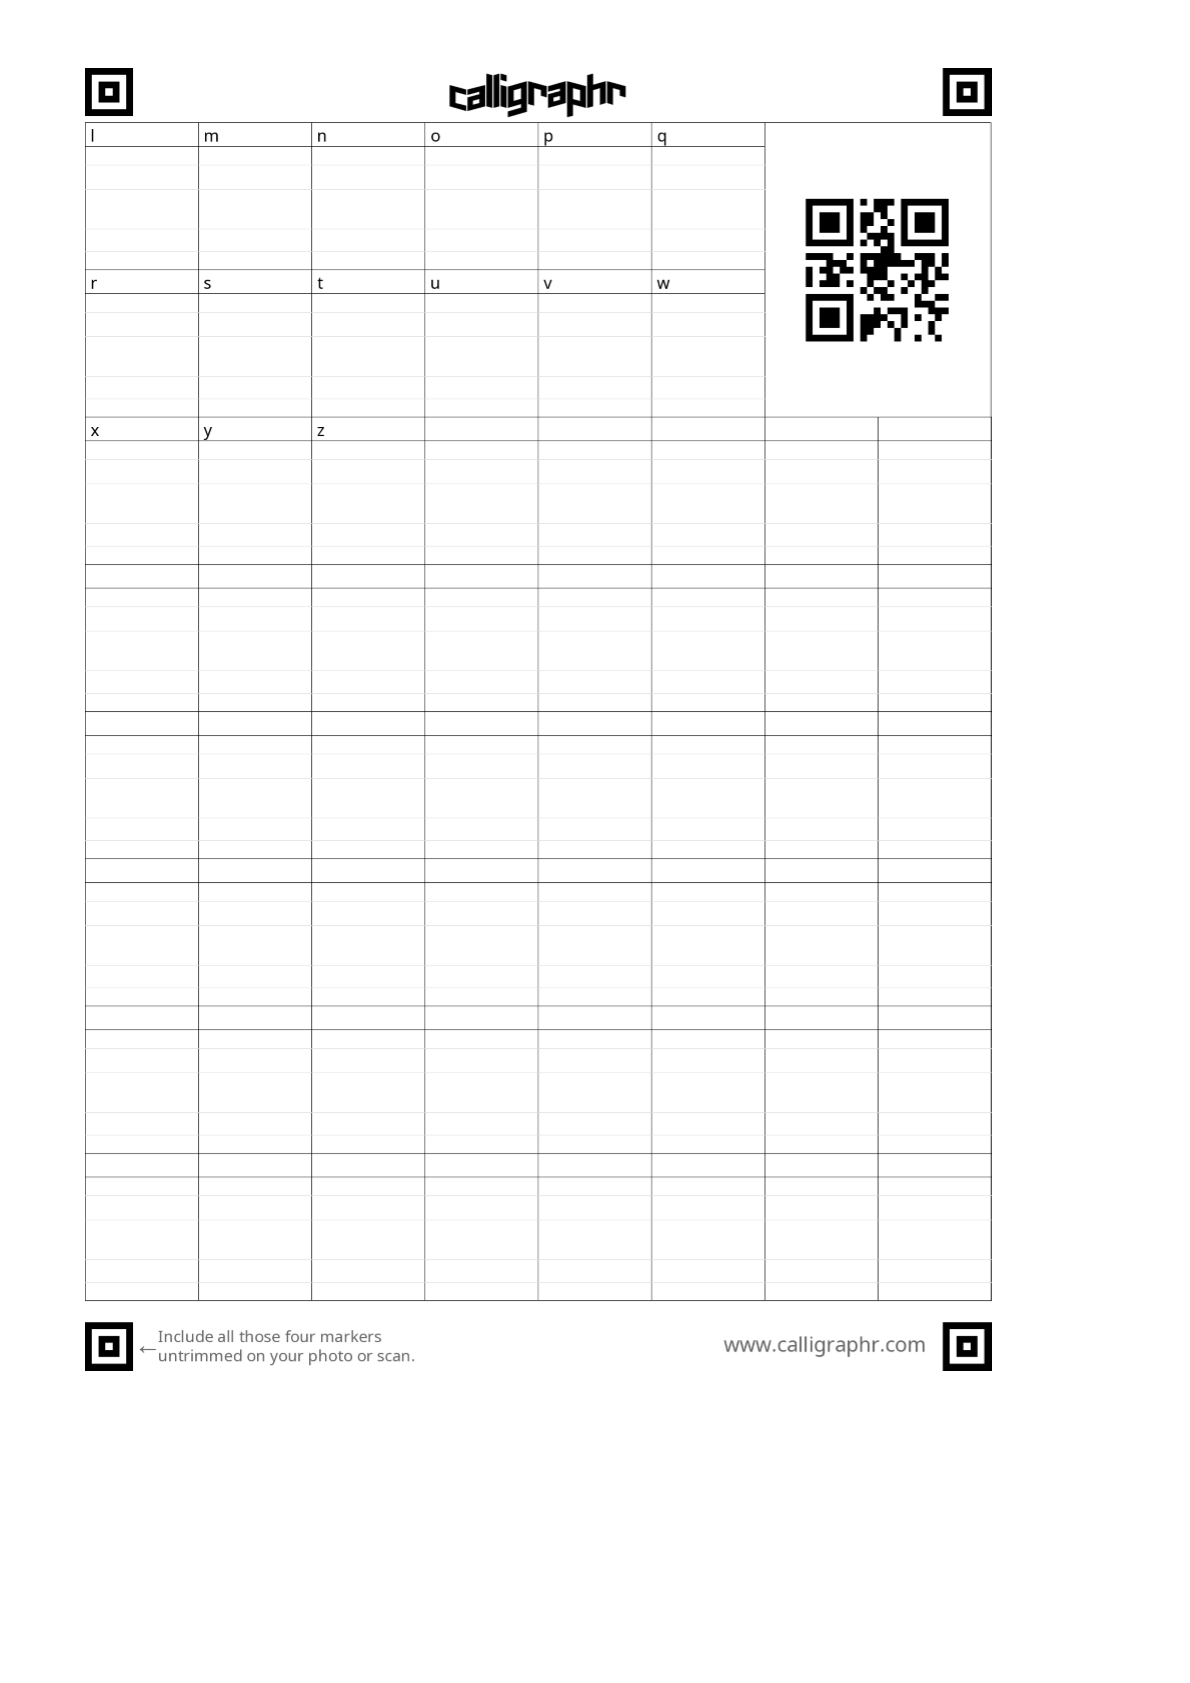 calligraphr
l m n o p q
r s t u v w
x y z
← Include all those four markers
untrimmed on your photo or scan.
www.calligraphr.com